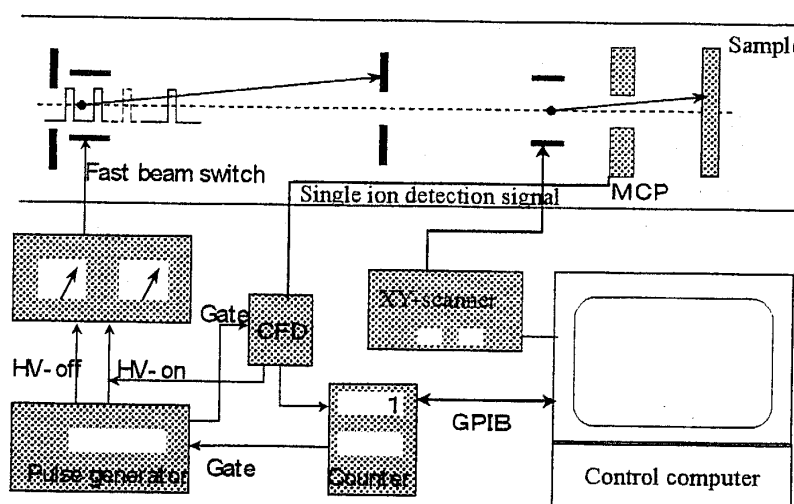 Sample
Fast beam switch
Single ion detection signal
MCP
XY-scanner
Gate
CFD
HV-off
HV-on
1
GPIB
Pulse generator
Gate
Counter
Control computer